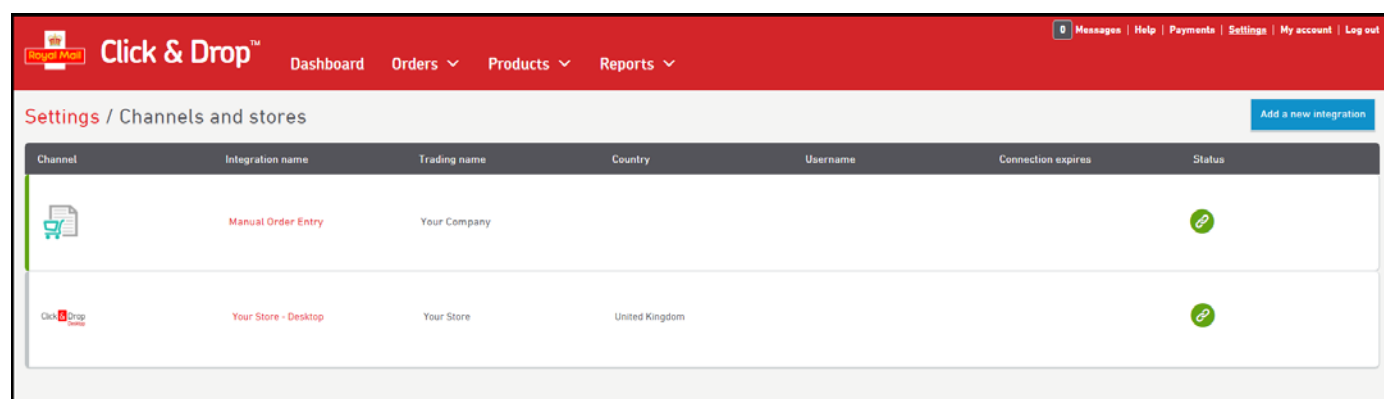 0 Messages | Help | Payments | Settings | My account | Log out
Royal Mail Click & Drop™ Dashboard Orders Products Reports
Settings / Channels and stores
Add a new integration
Channel Integration name Trading name Country Username Connection expires Status
Manual Order Entry Your Company
Click & Drop Desktop Your Store - Desktop Your Store United Kingdom